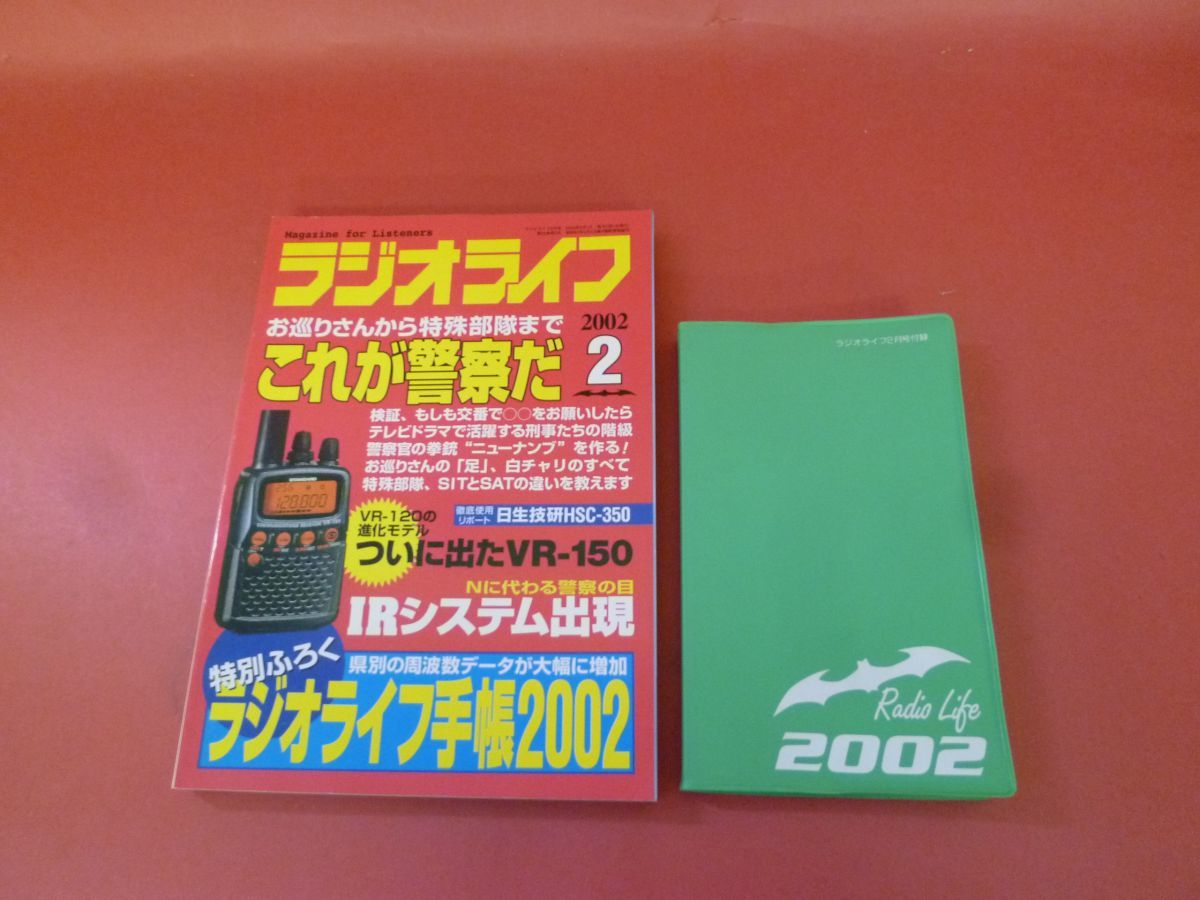 Magazine for Listeners
ラジオライフ
お巡りさんから特殊部隊まで
2002
2
これが警察だ
検証、もしも交番で○○をお願いしたら
テレビドラマで活躍する刑事たちの階級
警察官の拳銃“ニューナンブ”を作る!
お巡りさんの「足」、白チャリのすべて
特殊部隊、SITとSATの違いを教えます
徹底使用
リポート
日生技研HSC-350
VR-120の
進化モデル
ついに出たVR-150
Nに代わる警察の目
IRシステム出現
特別ふろく
県別の周波数データが大幅に増加
ラジオライフ手帳2002
STANDARD
128.800
ラジオライフ2月号付録
Radio Life
2002